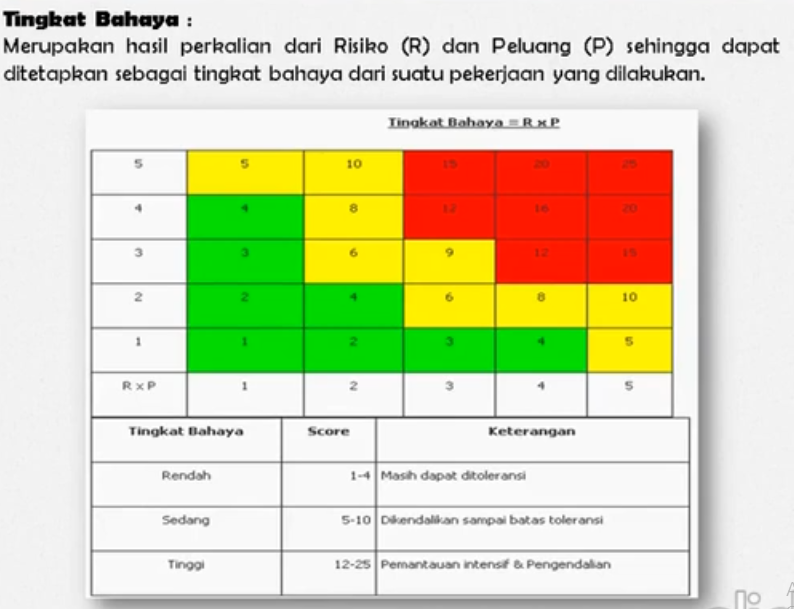 Tingkat Bahaya :
Merupakan hasil perkalian dari Risiko (R) dan Peluang (P) sehingga dapat
ditetapkan sebagai tingkat bahaya dari suatu pekerjaan yang dilakukan.
Tingkat Bahaya = R x P
5 5 10 15 20 25
4 4 8 12 16 20
3 3 6 9 12 15
2 2 4 6 8 10
1 1 2 3 4 5
R x P 1 2 3 4 5
Tingkat Bahaya Score Keterangan
Rendah 1-4 Masih dapat ditoleransi
Sedang 5-10 Dikendalikan sampai batas toleransi
Tinggi 12-25 Pemantauan intensif & Pengendalian